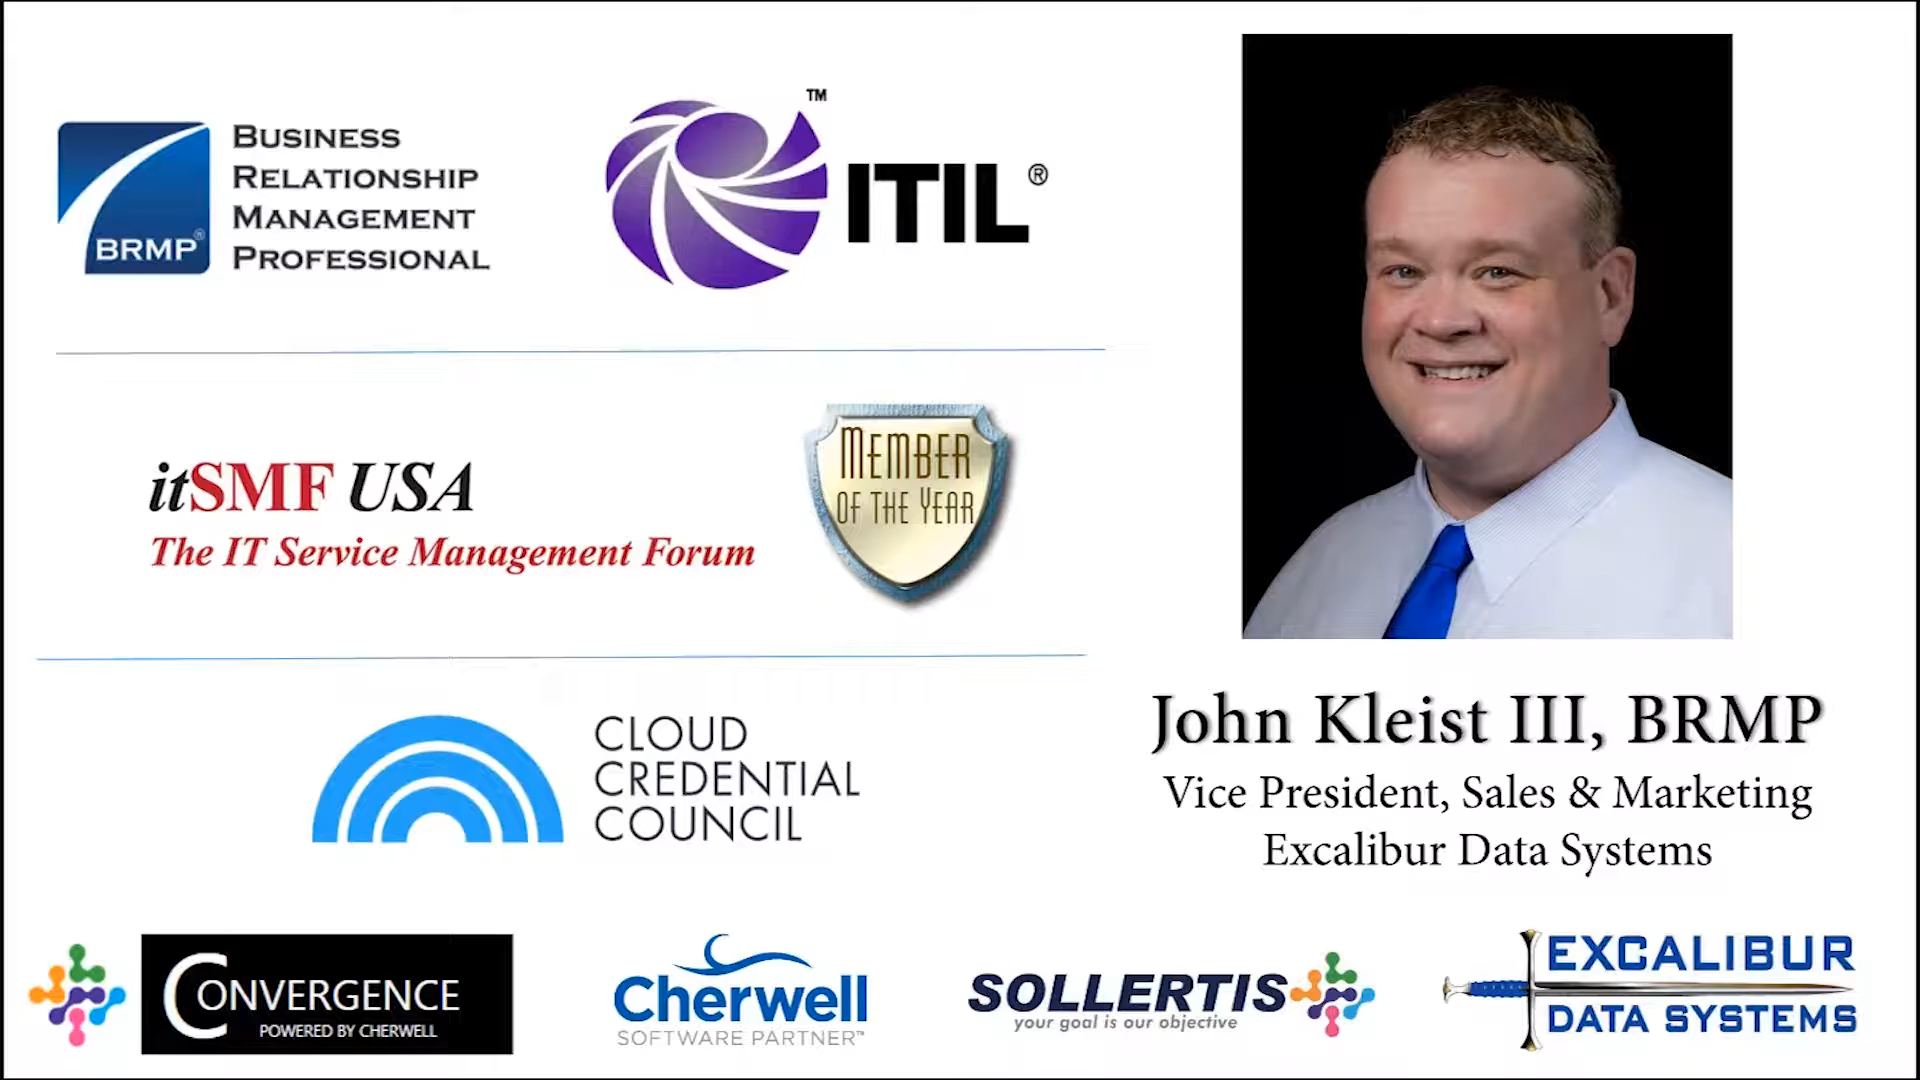 BUSINESS
RELATIONSHIP
MANAGEMENT
PROFESSIONAL
BRMP®
™
ITIL®
itSMF USA
The IT Service Management Forum
MEMBER
OF THE YEAR
CLOUD
CREDENTIAL
COUNCIL
John Kleist III, BRMP
Vice President, Sales & Marketing
Excalibur Data Systems
CONVERGENCE
POWERED BY CHERWELL
Cherwell
SOFTWARE PARTNER™
SOLLERTIS
your goal is our objective
EXCALIBUR
DATA SYSTEMS